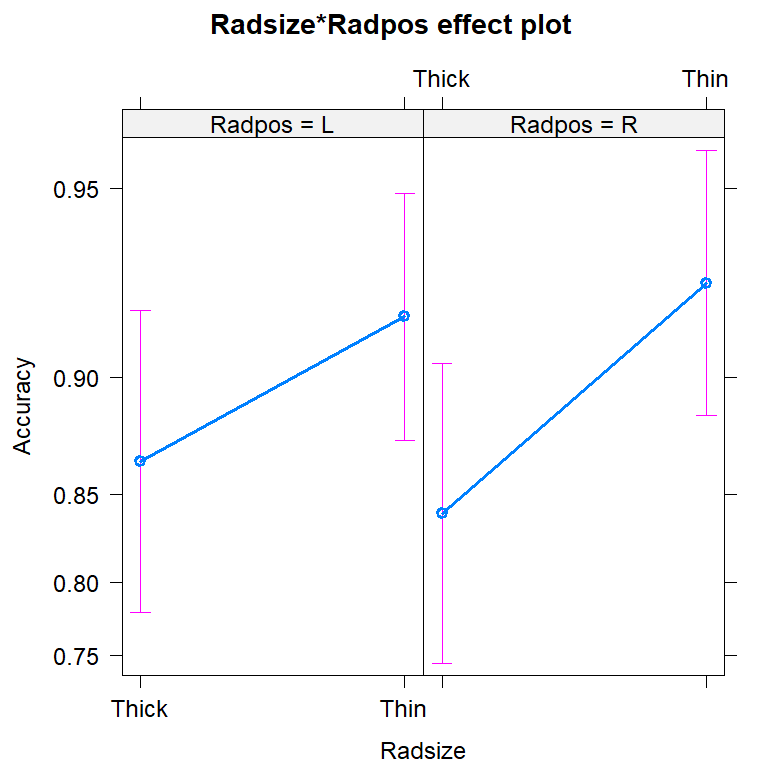 Radsize*Radpos effect plot
Thick Thin
Radpos = L Radpos = R
0.95
0.90
0.85
0.80
0.75
Accuracy
Thick Thin
Radsize